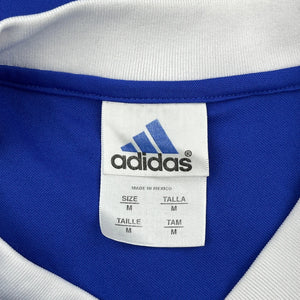 adidas®
MADE IN MEXICO
SIZE TALLA
M M
TAILLE TAM
M M